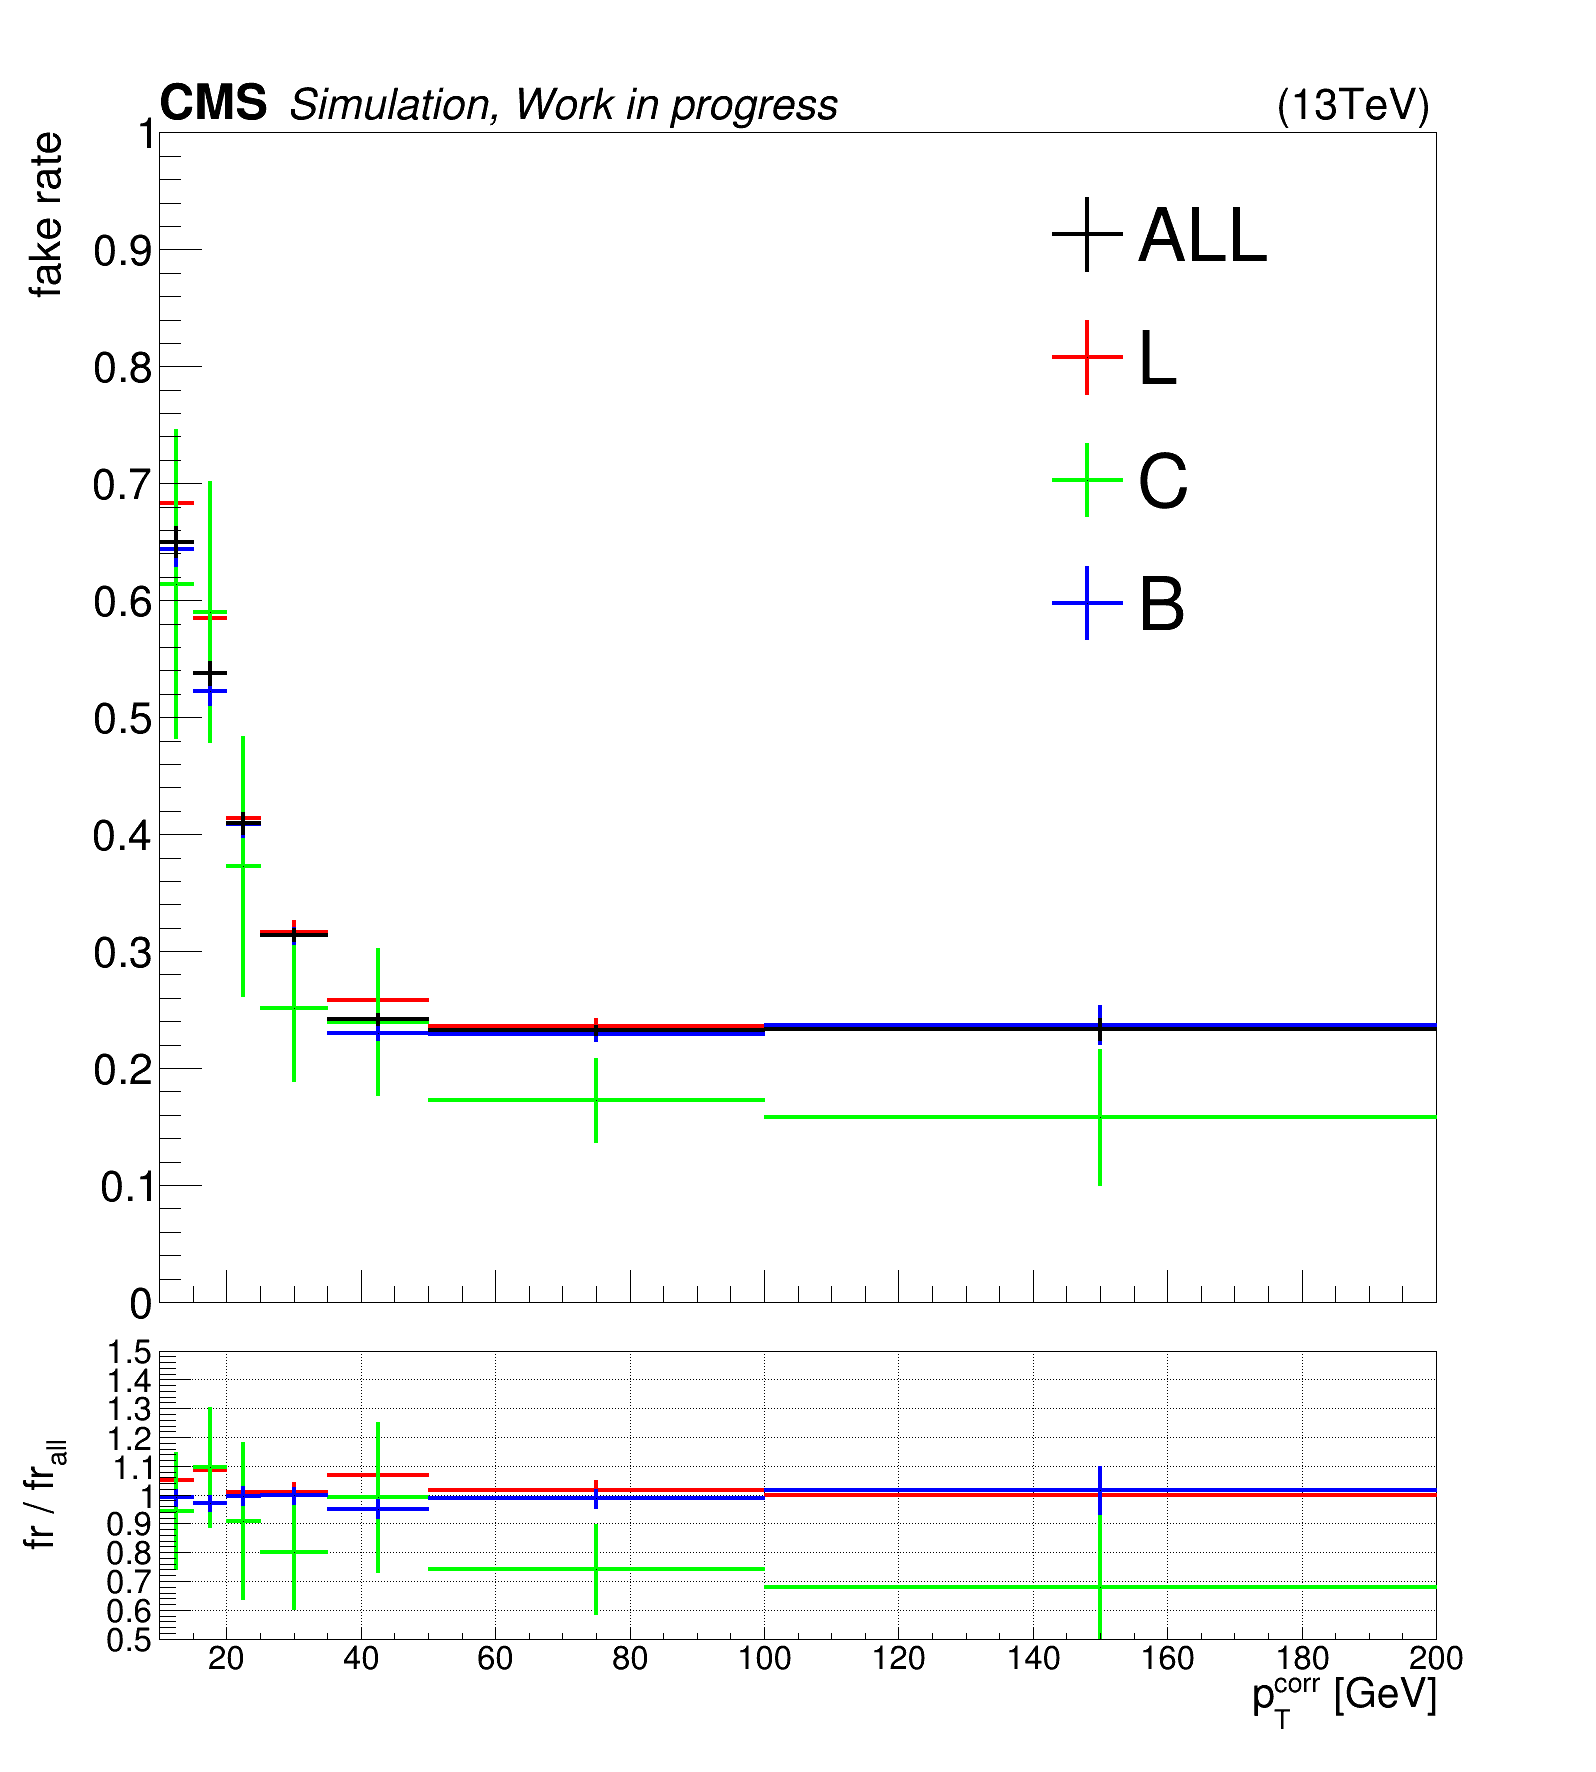 CMS Simulation, Work in progress (13TeV)
fake rate
1
0.9
0.8
0.7
0.6
0.5
0.4
0.3
0.2
0.1
0
ALL
L
C
B
fr / fr_all
1.5
1.4
1.3
1.2
1.1
1
0.9
0.8
0.7
0.6
0.5
20 40 60 80 100 120 140 160 180 200
p_T^corr [GeV]